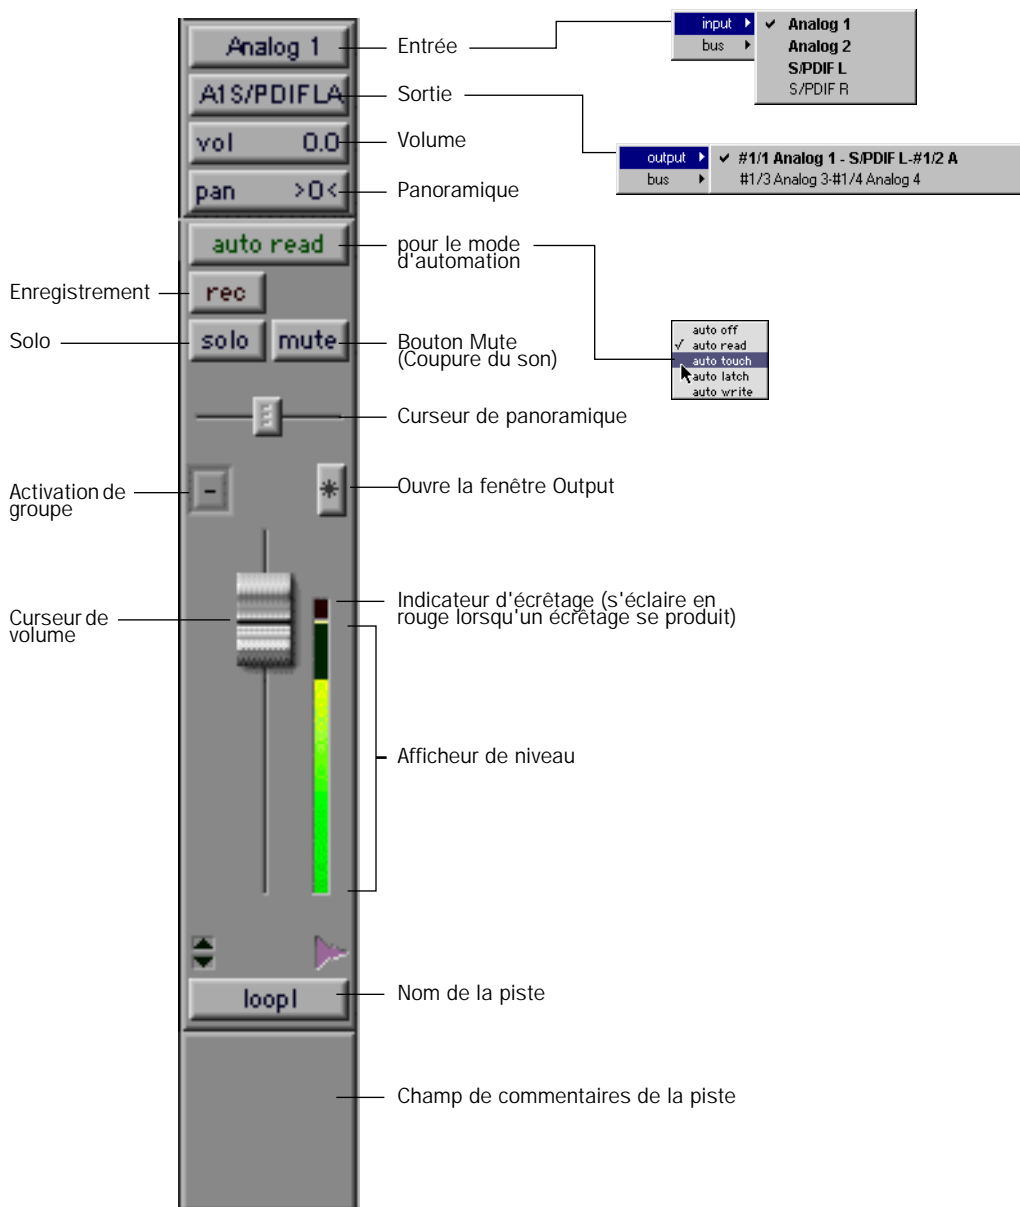 Analog 1
Entrée
input
✓ Analog 1
bus
Analog 2
S/PDIF L
S/PDIF R
A1S/PDIFLA
Sortie
output
✓ #1/1 Analog 1 - S/PDIF L-#1/2 A
bus
#1/3 Analog 3-#1/4 Analog 4
vol 0.0
Volume
pan >0<
Panoramique
auto read
pour le mode
d'automation
Enregistrement
rec
Solo
solo
mute
Bouton Mute
(Coupure du son)
auto off
✓ auto read
auto touch
auto latch
auto write
Curseur de panoramique
Activation de
groupe
-
*
Ouvre la fenêtre Output
Curseur de
volume
Indicateur d'écrêtage (s'éclaire en
rouge lorsqu'un écrêtage se produit)
Afficheur de niveau
loop1
Nom de la piste
Champ de commentaires de la piste